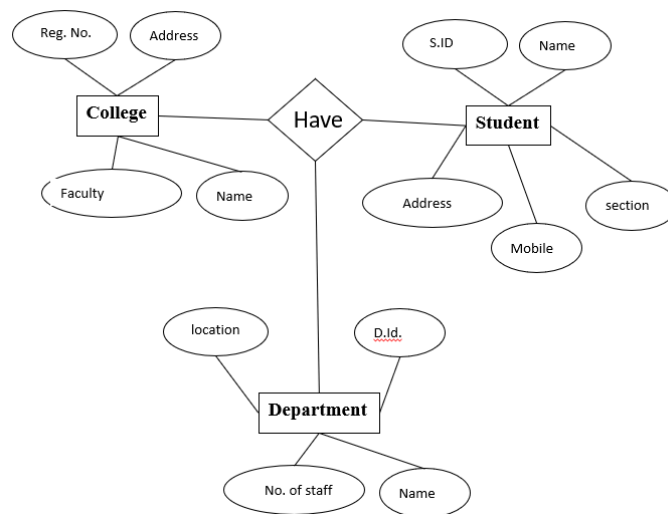 Reg. No.
Address
S.ID
Name
College
Have
Student
Faculty
Name
Address
section
Mobile
location
D.Id.
Department
No. of staff
Name